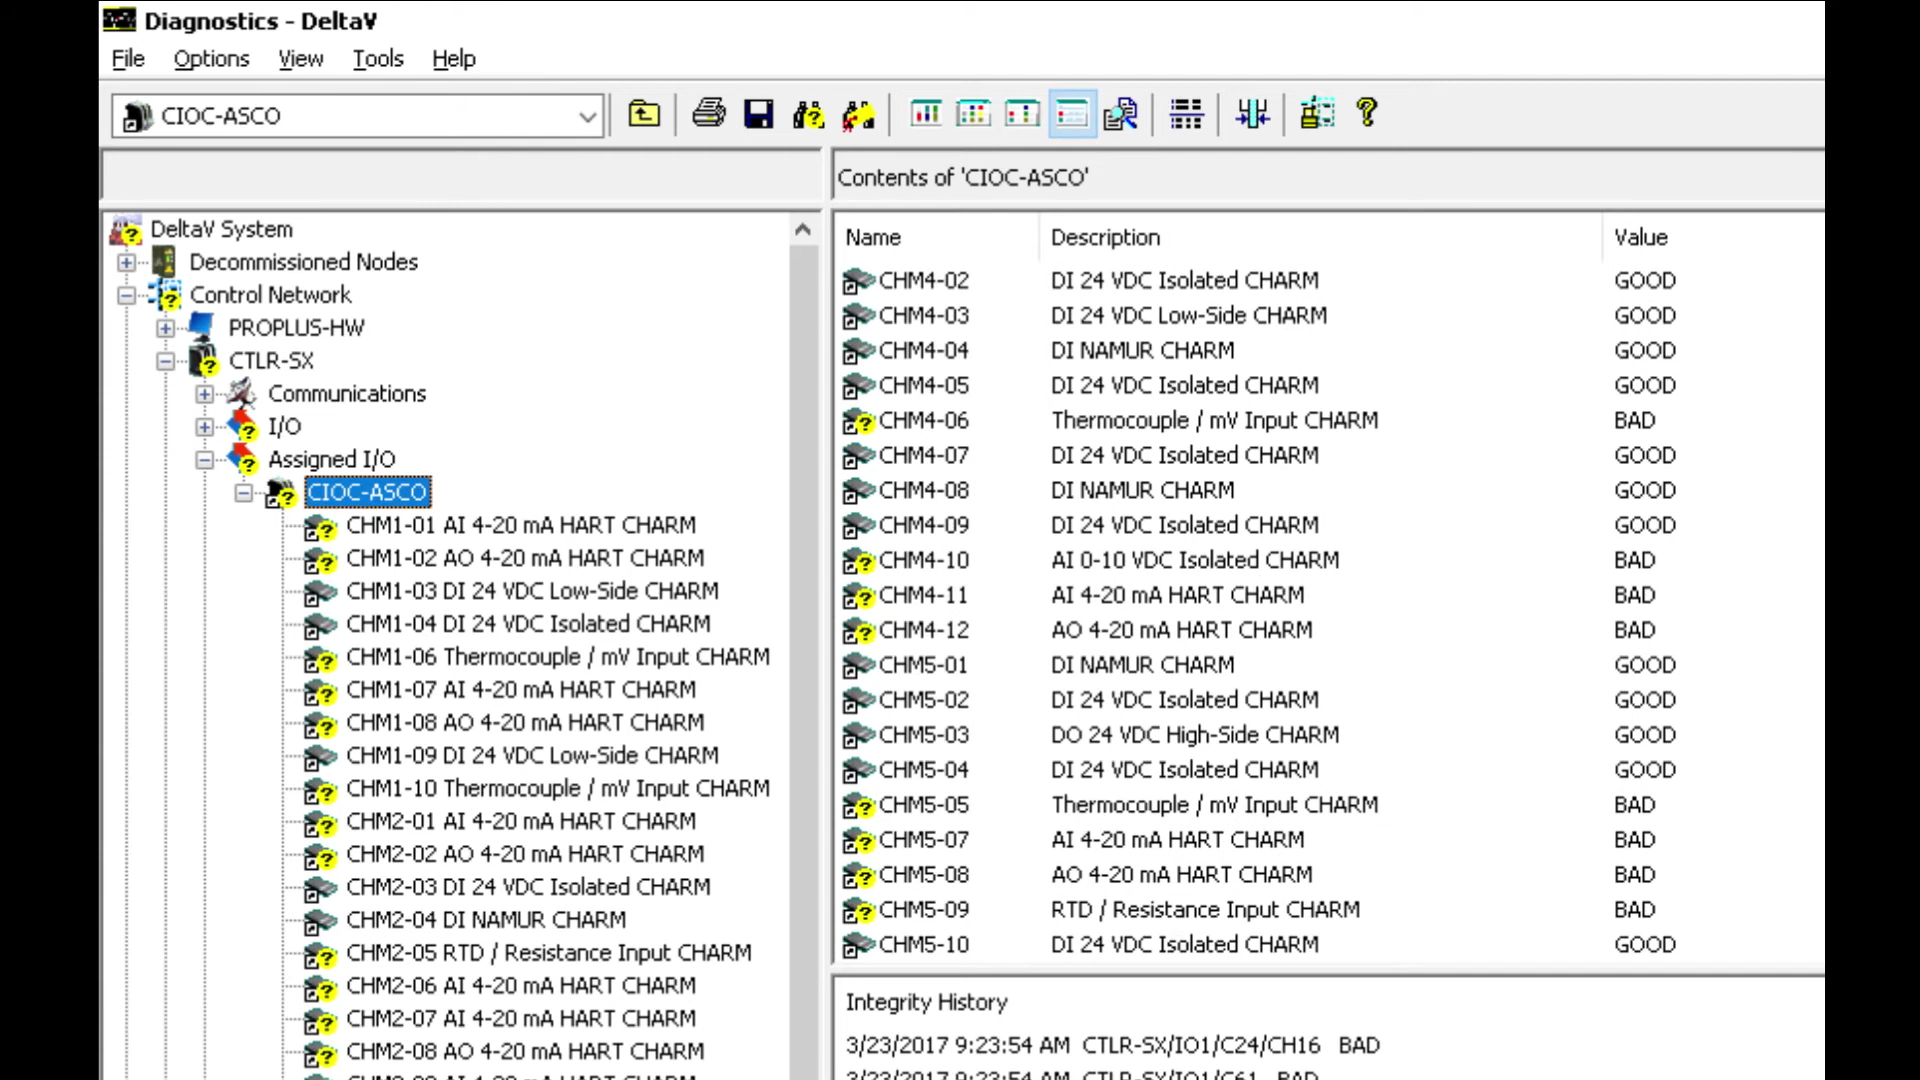 Diagnostics - DeltaV
File Options View Tools Help
CIOC-ASCO
Contents of 'CIOC-ASCO'
DeltaV System
Decommissioned Nodes
Control Network
PROPLUS-HW
CTLR-SX
Communications
I/O
Assigned I/O
CIOC-ASCO
CHM1-01 AI 4-20 mA HART CHARM
CHM1-02 AO 4-20 mA HART CHARM
CHM1-03 DI 24 VDC Low-Side CHARM
CHM1-04 DI 24 VDC Isolated CHARM
CHM1-06 Thermocouple / mV Input CHARM
CHM1-07 AI 4-20 mA HART CHARM
CHM1-08 AO 4-20 mA HART CHARM
CHM1-09 DI 24 VDC Low-Side CHARM
CHM1-10 Thermocouple / mV Input CHARM
CHM2-01 AI 4-20 mA HART CHARM
CHM2-02 AO 4-20 mA HART CHARM
CHM2-03 DI 24 VDC Isolated CHARM
CHM2-04 DI NAMUR CHARM
CHM2-05 RTD / Resistance Input CHARM
CHM2-06 AI 4-20 mA HART CHARM
CHM2-07 AI 4-20 mA HART CHARM
CHM2-08 AO 4-20 mA HART CHARM
Name Description Value
CHM4-02 DI 24 VDC Isolated CHARM GOOD
CHM4-03 DI 24 VDC Low-Side CHARM GOOD
CHM4-04 DI NAMUR CHARM GOOD
CHM4-05 DI 24 VDC Isolated CHARM GOOD
CHM4-06 Thermocouple / mV Input CHARM BAD
CHM4-07 DI 24 VDC Isolated CHARM GOOD
CHM4-08 DI NAMUR CHARM GOOD
CHM4-09 DI 24 VDC Isolated CHARM GOOD
CHM4-10 AI 0-10 VDC Isolated CHARM BAD
CHM4-11 AI 4-20 mA HART CHARM BAD
CHM4-12 AO 4-20 mA HART CHARM BAD
CHM5-01 DI NAMUR CHARM GOOD
CHM5-02 DI 24 VDC Isolated CHARM GOOD
CHM5-03 DO 24 VDC High-Side CHARM GOOD
CHM5-04 DI 24 VDC Isolated CHARM GOOD
CHM5-05 Thermocouple / mV Input CHARM BAD
CHM5-07 AI 4-20 mA HART CHARM BAD
CHM5-08 AO 4-20 mA HART CHARM BAD
CHM5-09 RTD / Resistance Input CHARM BAD
CHM5-10 DI 24 VDC Isolated CHARM GOOD
Integrity History
3/23/2017 9:23:54 AM CTLR-SX/IO1/C24/CH16 BAD
3/23/2017 9:23:54 AM CTLR-SX/IO1/C61 BAD